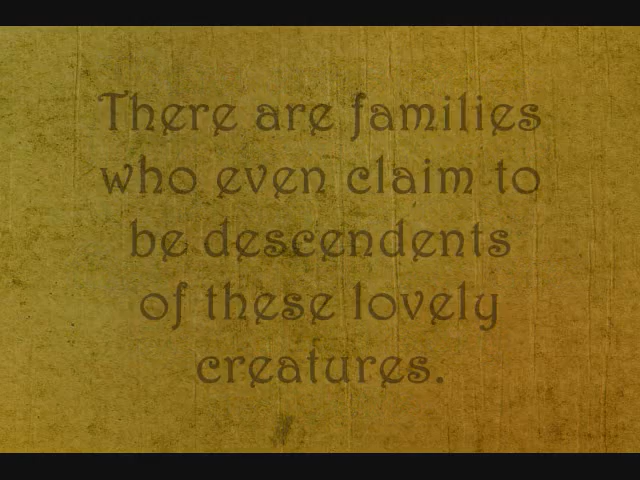 There are families
who even claim to
be descendents
of these lovely
creatures.